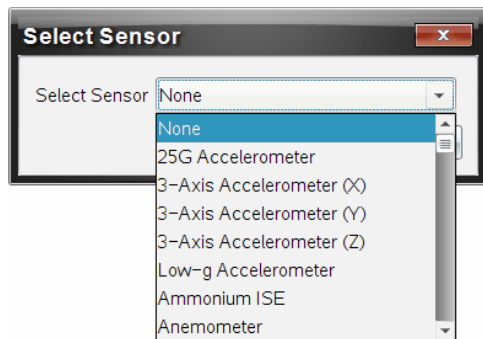 Select Sensor
Select Sensor None
None
25G Accelerometer
3-Axis Accelerometer (X)
3-Axis Accelerometer (Y)
3-Axis Accelerometer (Z)
Low-g Accelerometer
Ammonium ISE
Anemometer